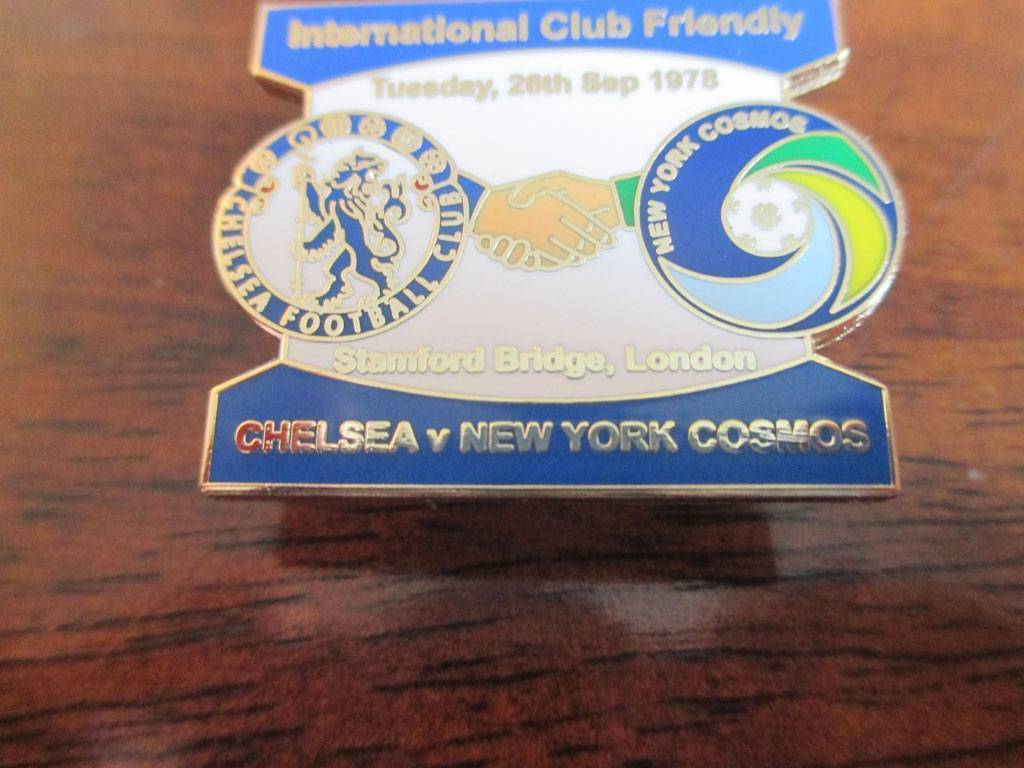 International Club Friendly
Tuesday, 26th Sep 1978
CHELSEA FOOTBALL CLUB
NEW YORK COSMOS
Stamford Bridge, London
CHELSEA v NEW YORK COSMOS